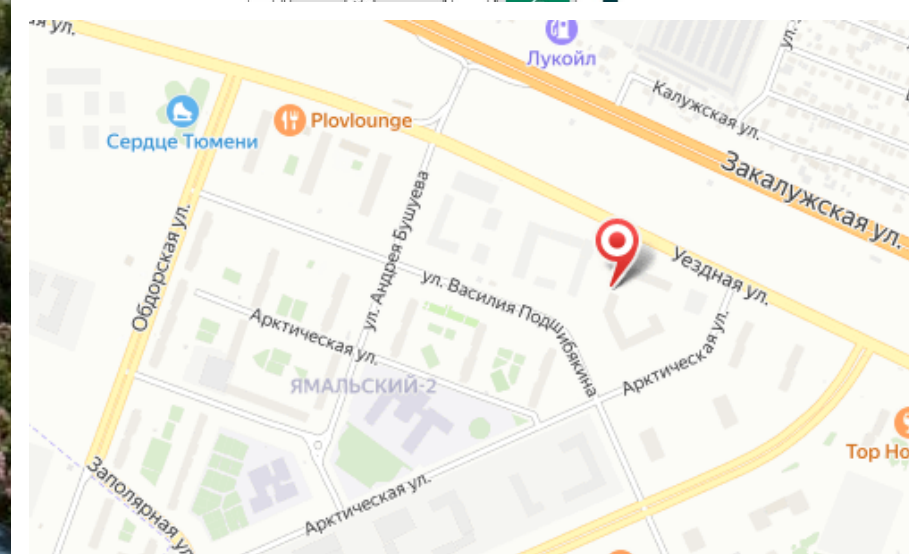 ул.
Лукойл
ул.
Калужская ул.
Plovlounge
Сердце Тюмени
Закалужская ул.
Обдорская ул.
ул. Андрея Бушуева
Уездная ул.
ул. Василия Подшибякина
Арктическая ул.
Арктическая ул.
ЯМАЛЬСКИЙ-2
Top Ho
Заполярная ул
Арктическая ул.